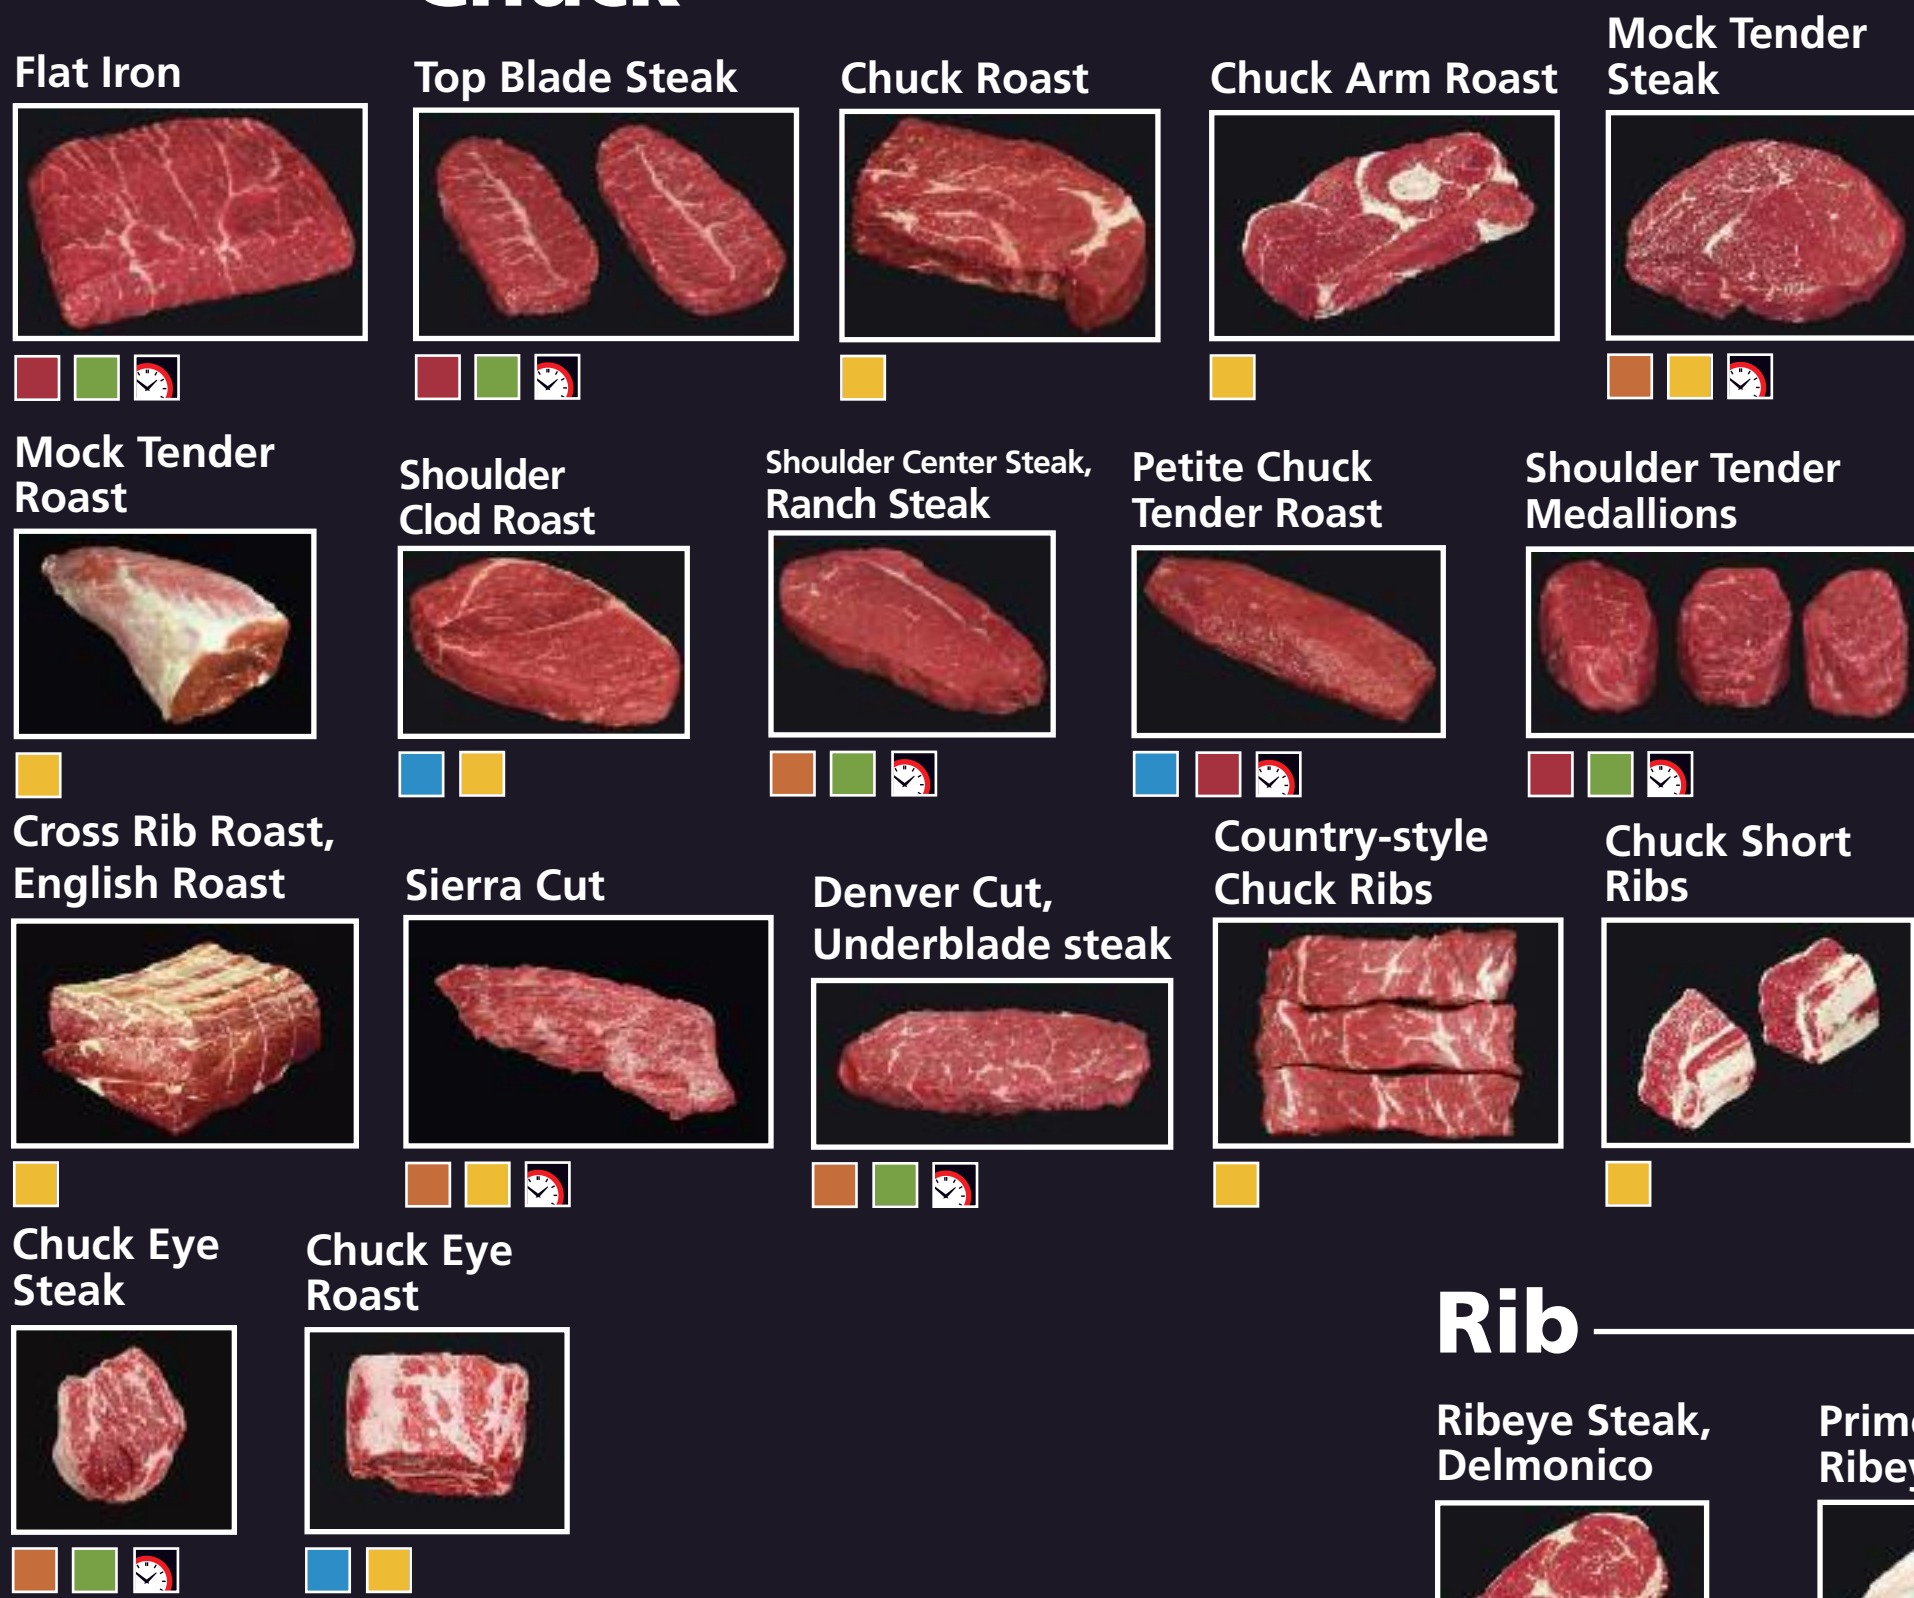 Chuck
Flat Iron
Top Blade Steak
Chuck Roast
Chuck Arm Roast
Mock Tender
Steak
Mock Tender
Roast
Shoulder
Clod Roast
Shoulder Center Steak,
Ranch Steak
Petite Chuck
Tender Roast
Shoulder Tender
Medallions
Cross Rib Roast,
English Roast
Sierra Cut
Denver Cut,
Underblade steak
Country-style
Chuck Ribs
Chuck Short
Ribs
Chuck Eye
Steak
Chuck Eye
Roast
Rib
Ribeye Steak,
Delmonico